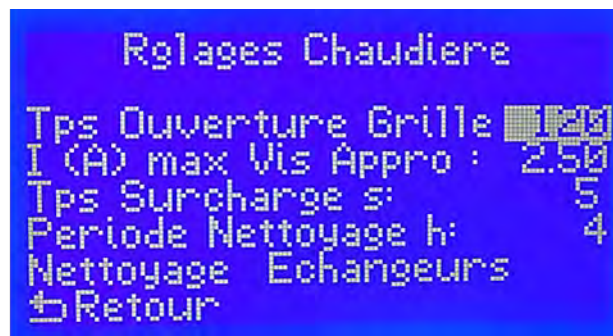 Rglages Chaudiere
Tps Ouverture Grille 120
I (A) max Vis Appro : 2.50
Tps Surcharge s: 5
Periode Nettoyage h: 4
Nettoyage Echangeurs
Retour